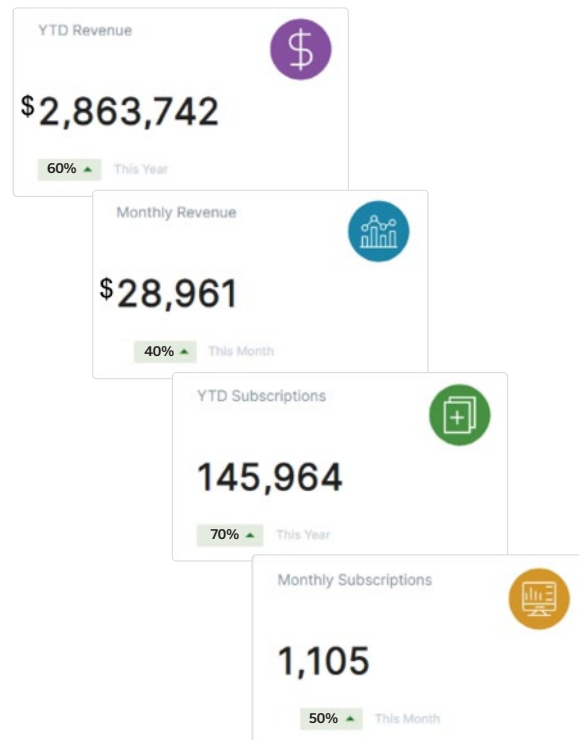 YTD Revenue
$2,863,742
60% ▲ This Year
Monthly Revenue
$28,961
40% ▲ This Month
YTD Subscriptions
145,964
70% ▲ This Year
Monthly Subscriptions
1,105
50% ▲ This Month